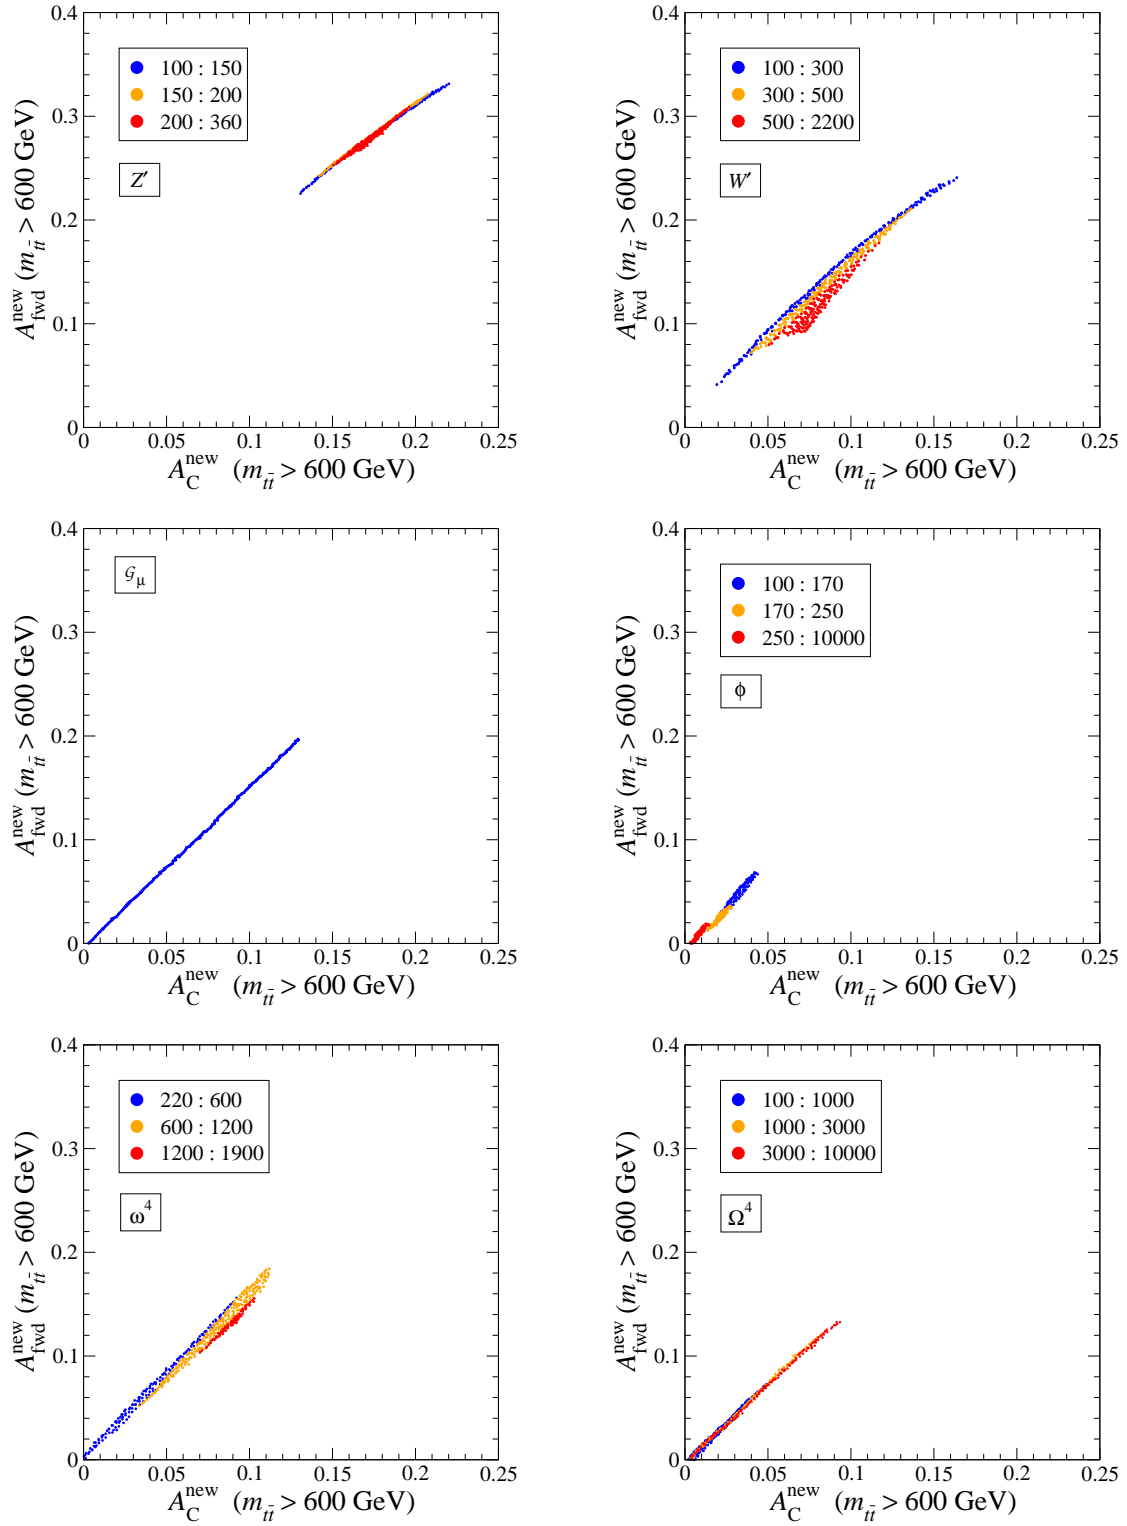 0.4
0.3
0.2
0.1
0
0 0.05 0.1 0.15 0.2 0.25
A_fwd^new (m_tt̄ > 600 GeV)
A_C^new (m_tt̄ > 600 GeV)
100 : 150
150 : 200
200 : 360
Z′
0.4
0.3
0.2
0.1
0
0 0.05 0.1 0.15 0.2 0.25
A_fwd^new (m_tt̄ > 600 GeV)
A_C^new (m_tt̄ > 600 GeV)
100 : 300
300 : 500
500 : 2200
W′
0.4
0.3
0.2
0.1
0
0 0.05 0.1 0.15 0.2 0.25
A_fwd^new (m_tt̄ > 600 GeV)
A_C^new (m_tt̄ > 600 GeV)
𝒢_μ
0.4
0.3
0.2
0.1
0
0 0.05 0.1 0.15 0.2 0.25
A_fwd^new (m_tt̄ > 600 GeV)
A_C^new (m_tt̄ > 600 GeV)
100 : 170
170 : 250
250 : 10000
ϕ
0.4
0.3
0.2
0.1
0
0 0.05 0.1 0.15 0.2 0.25
A_fwd^new (m_tt̄ > 600 GeV)
A_C^new (m_tt̄ > 600 GeV)
220 : 600
600 : 1200
1200 : 1900
ω⁴
0.4
0.3
0.2
0.1
0
0 0.05 0.1 0.15 0.2 0.25
A_fwd^new (m_tt̄ > 600 GeV)
A_C^new (m_tt̄ > 600 GeV)
100 : 1000
1000 : 3000
3000 : 10000
Ω⁴